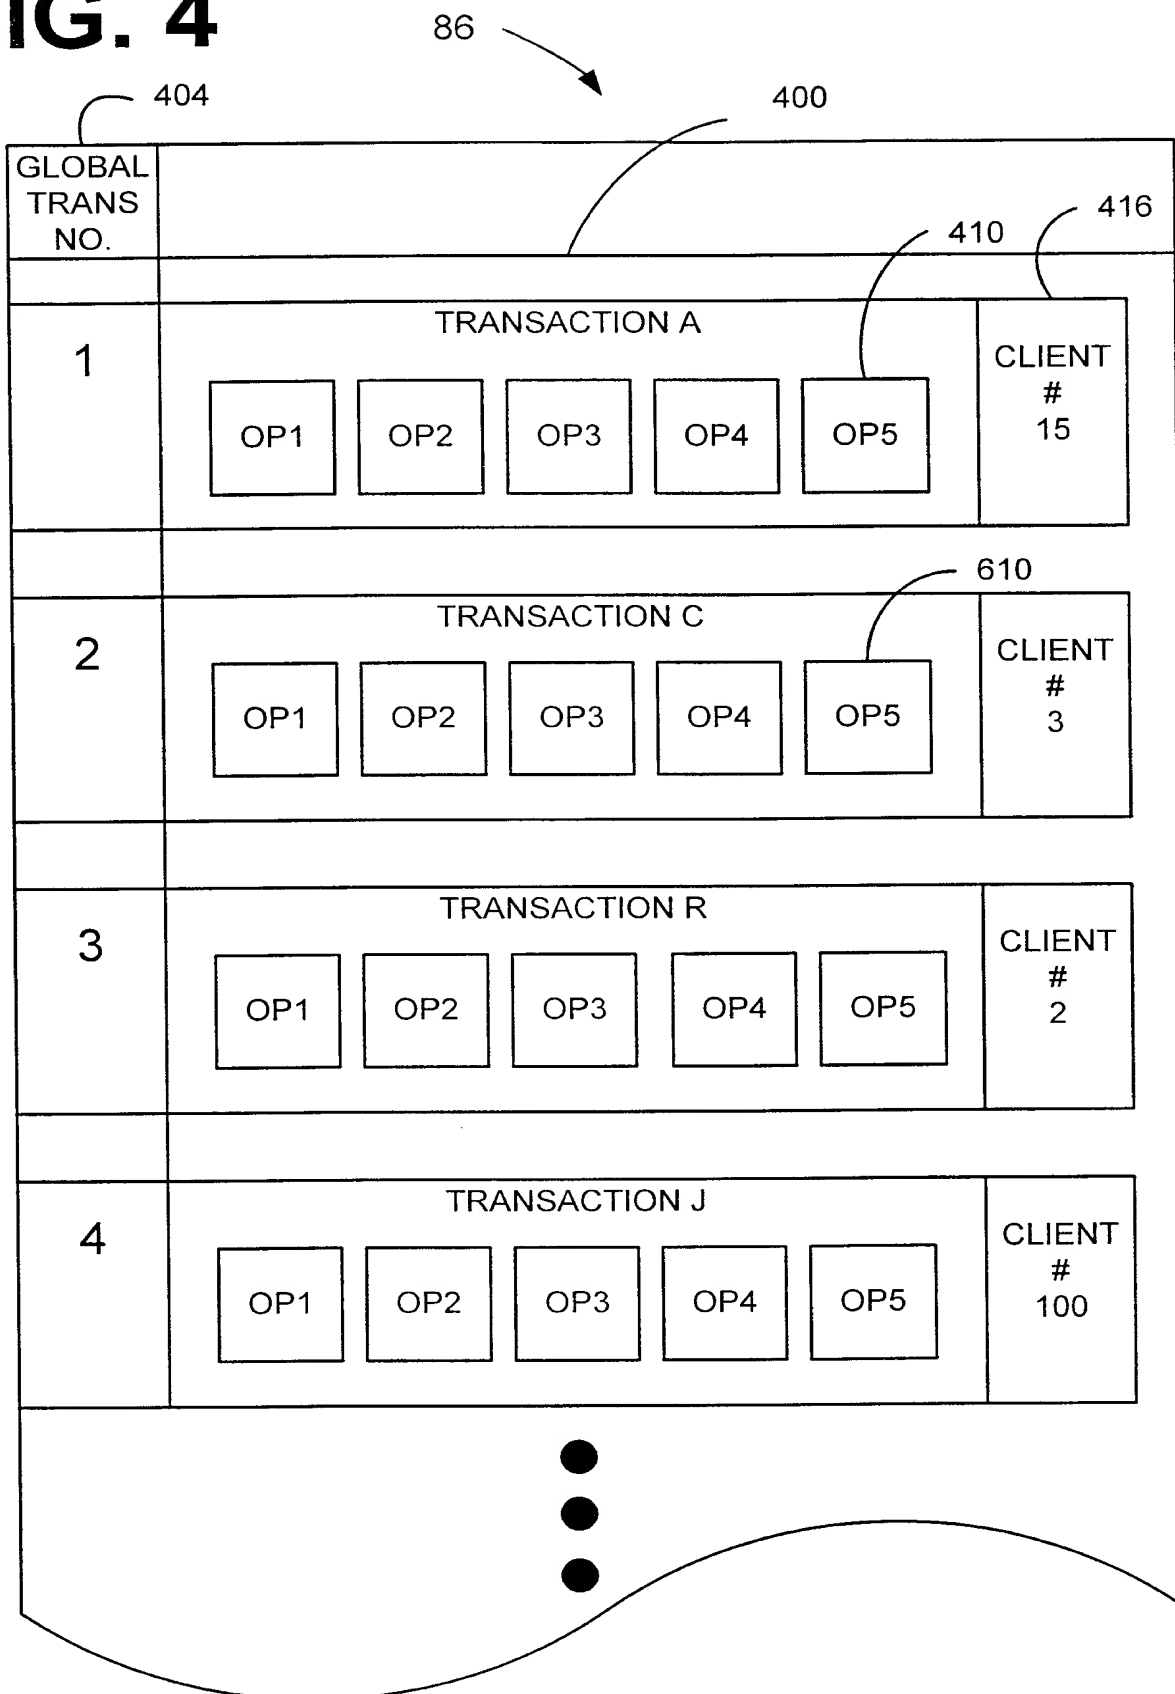 IG. 4
86
404
400
GLOBAL
TRANS
NO.
416
410
TRANSACTION A
1
CLIENT
#
15
OP1 OP2 OP3 OP4 OP5
610
TRANSACTION C
2
CLIENT
#
3
OP1 OP2 OP3 OP4 OP5
TRANSACTION R
3
CLIENT
#
2
OP1 OP2 OP3 OP4 OP5
TRANSACTION J
4
CLIENT
#
100
OP1 OP2 OP3 OP4 OP5